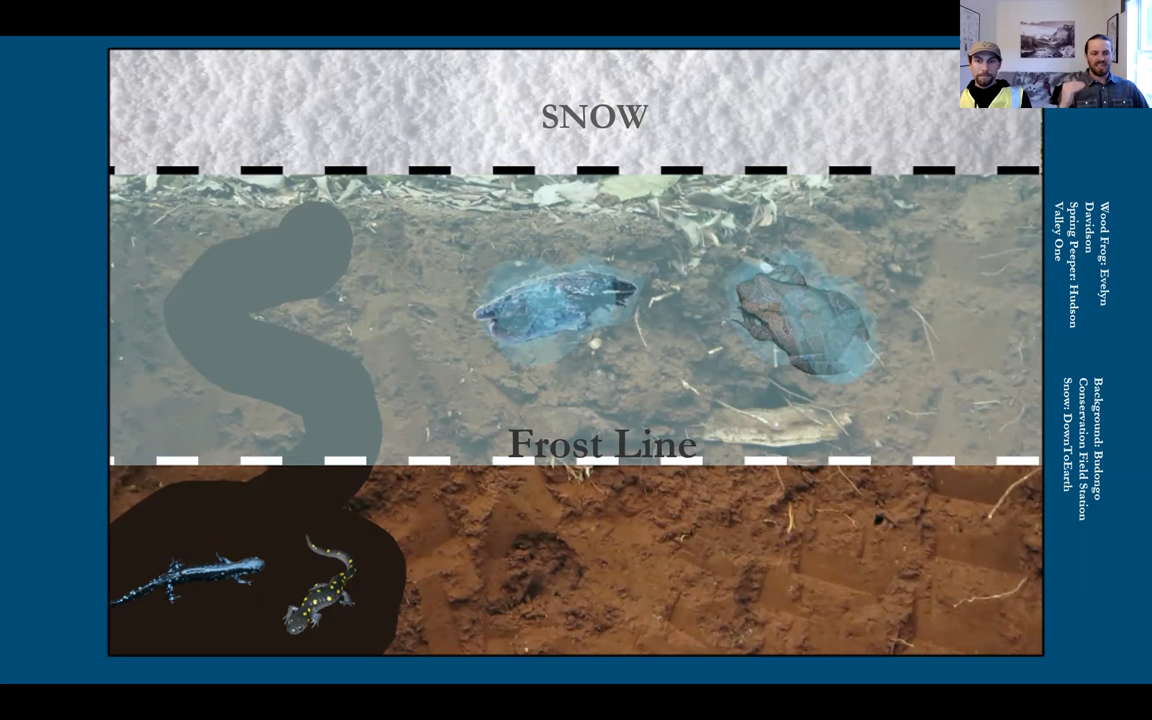 SNOW
Frost Line
Wood Frog: Evelyn
Davidson
Spring Peeper: Hudson
Valley One
Background: Budongo
Conservation Field Station
Snow: DownToEarth